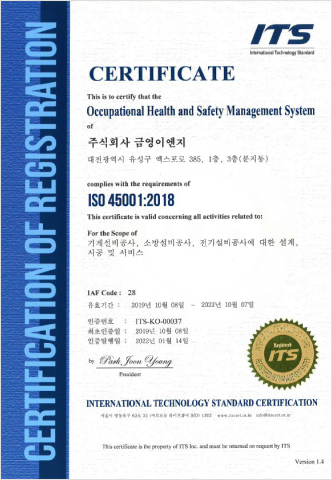 CERTIFICATION OF REGISTRATION
ITS
International Technology Standard
CERTIFICATE
This is to certify that the
Occupational Health and Safety Management System
of
주식회사 금영이엔지
대전광역시 유성구 엑스포로 385, 1층, 3층(문지동)
complies with the requirements of
ISO 45001:2018
This certificate is valid concerning all activities related to:
For the Scope of
기계설비공사, 소방설비공사, 전기설비공사에 대한 설계,
시공 및 서비스
IAF Code : 28
유효기간 : 2019년 10월 08일 ~ 2022년 10월 07일
인증번호 : ITS-KO-00037
최초인증일 : 2019년 10월 08일
인증발행일 : 2022년 01월 14일
by Park Joon Young
President
Registered
ITS
INTERNATIONAL TECHNOLOGY STANDARD CERTIFICATION
This certificate is the property of ITS Inc. and must be returned on request by ITS
Version 1.4